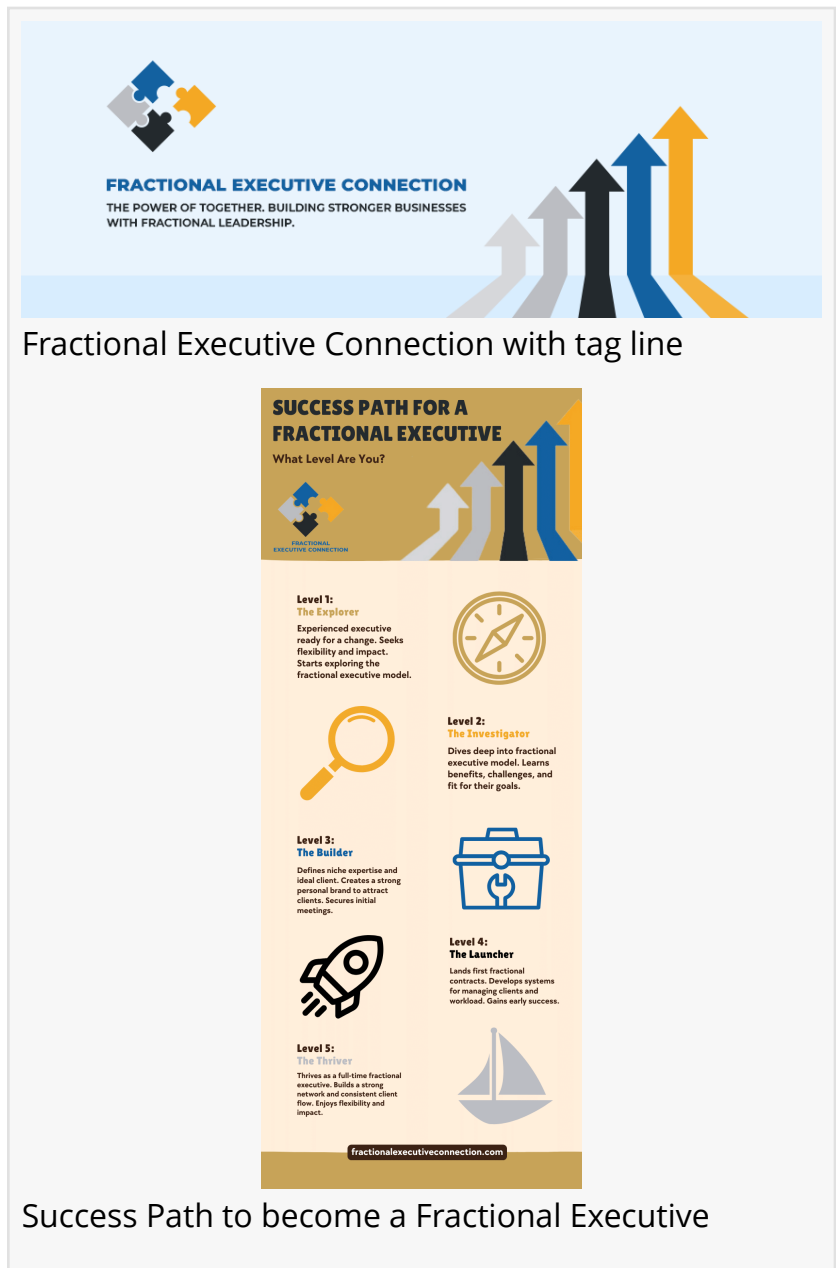 FRACTIONAL EXECUTIVE CONNECTION
THE POWER OF TOGETHER. BUILDING STRONGER BUSINESSES
WITH FRACTIONAL LEADERSHIP.
Fractional Executive Connection with tag line
SUCCESS PATH FOR A
FRACTIONAL EXECUTIVE
What Level Are You?
FRACTIONAL
EXECUTIVE CONNECTION
Level 1:
The Explorer
Experienced executive
ready for a change. Seeks
flexibility and impact.
Starts exploring the
fractional executive model.
Level 2:
The Investigator
Dives deep into fractional
executive model. Learns
benefits, challenges, and
fit for their goals.
Level 3:
The Builder
Defines niche expertise and
ideal client. Creates a strong
personal brand to attract
clients. Secures initial
meetings.
Level 4:
The Launcher
Lands first fractional
contracts. Develops systems
for managing clients and
workload. Gains early success.
Level 5:
The Thriver
Thrives as a full-time fractional
executive. Builds a strong
network and consistent client
flow. Enjoys flexibility and
impact.
fractionalexecutiveconnection.com
Success Path to become a Fractional Executive